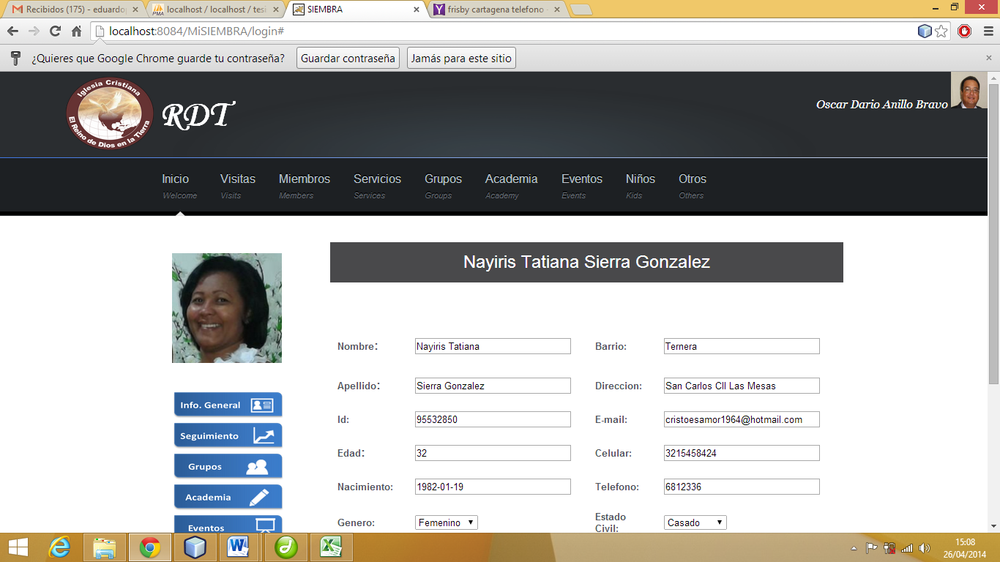 Recibidos (175) - eduardop
localhost / localhost / tesi
SIEMBRA
frisby cartagena telefono -
localhost:8084/MiSIEMBRA/login#
¿Quieres que Google Chrome guarde tu contraseña?
Guardar contraseña
Jamás para este sitio
Iglesia Cristiana
El Reino de Dios en la Tierra
RDT
Oscar Dario Anillo Bravo
Inicio Visitas Miembros Servicios Grupos Academia Eventos Niños Otros
Welcome Visits Members Services Groups Academy Events Kids Others
Nayiris Tatiana Sierra Gonzalez
Nombre: Nayiris Tatiana Barrio: Ternera
Apellido: Sierra Gonzalez Direccion: San Carlos Cll Las Mesas
Id: 95532850 E-mail: cristoesamor1964@hotmail.com
Edad: 32 Celular: 3215458424
Nacimiento: 1982-01-19 Telefono: 6812336
Genero: Femenino Estado Civil: Casado
Info. General
Seguimiento
Grupos
Academia
Eventos
15:08
26/04/2014